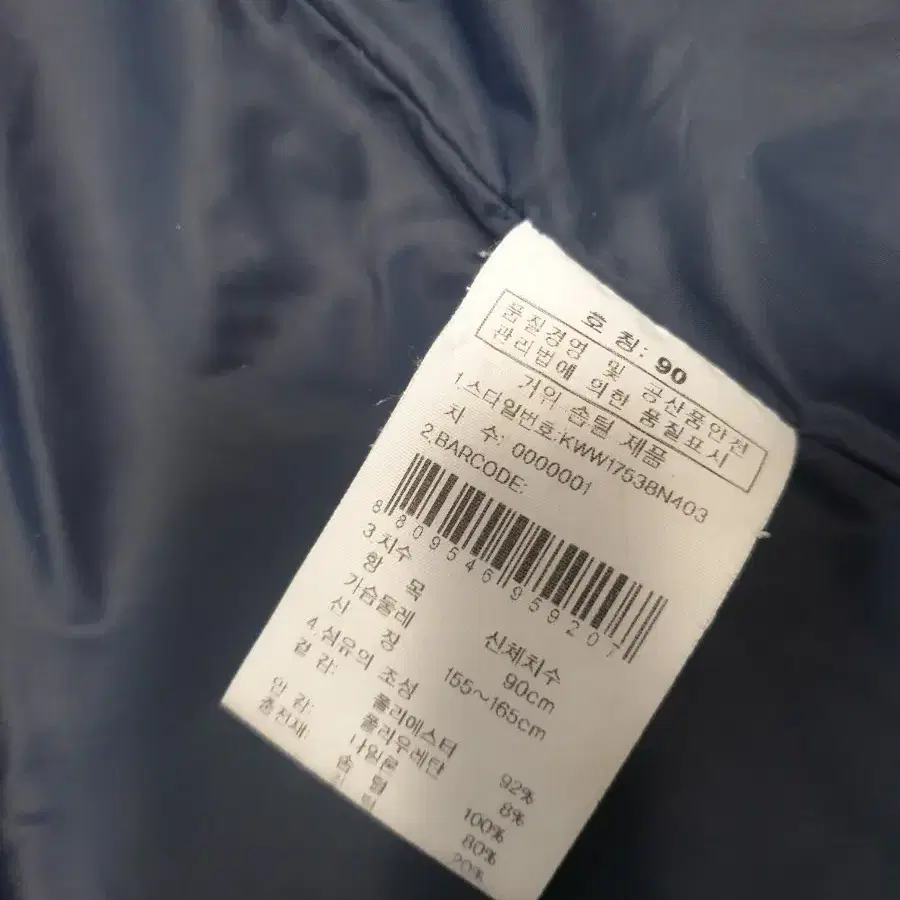 호 칭: 90
품질경영 및 공산품안전
관리법에 의한 품질표시
거위 솜털 제품
1.스타일번호:KWW17538N403
치 수: 0000001
2.BARCODE:
8809546959207
3.치수
항 목 신체치수
가슴둘레 90cm
신 장 155~165cm
4.섬유의 조성
겉 감: 폴리에스터 92%
폴리우레탄 8%
안 감: 나일론 100%
충전재: 솜 털 80%
털 20%